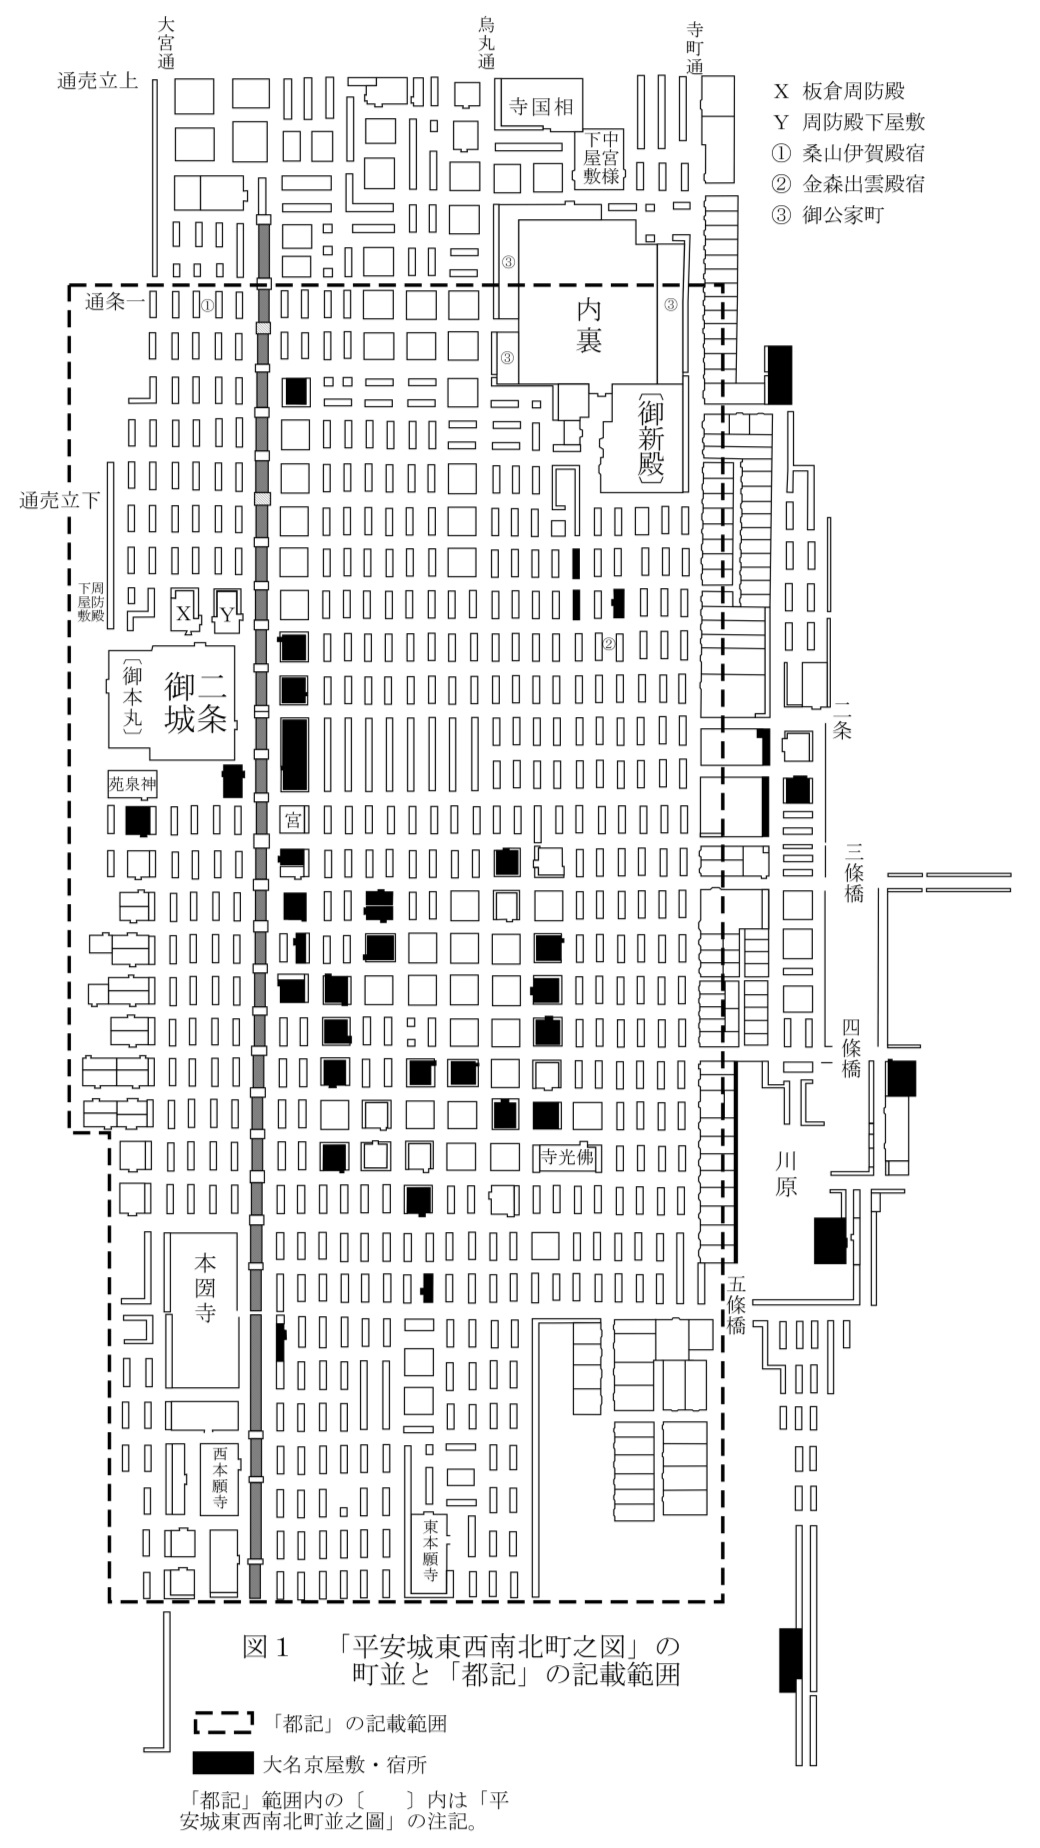 大宮通
烏丸通
寺町通
通売立上
相国寺
中宮様
下屋敷
X 板倉周防殿
Y 周防殿下屋敷
① 桑山伊賀殿宿
② 金森出雲殿宿
③ 御公家町
③
通条一
①
内裏
③
③
〔御新殿〕
通売立下
周防殿
下屋敷
X
Y
②
〔御本丸〕
二条
御城
二条
苑泉神
宮
三條橋
四條橋
寺光佛
川原
本圀寺
五條橋
西本願寺
東本願寺
図1 「平安城東西南北町之図」の
町並と「都記」の記載範囲
「都記」の記載範囲
大名京屋敷・宿所
「都記」範囲内の〔　〕内は「平
安城東西南北町並之圖」の注記。